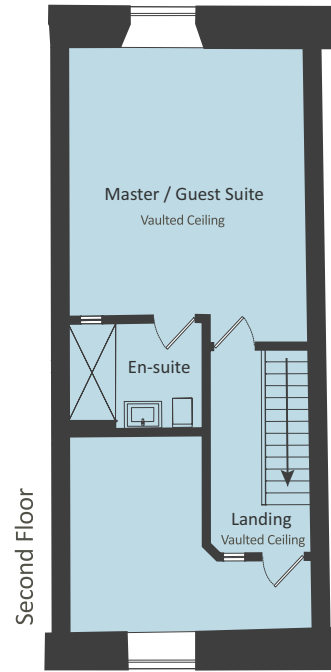 Master / Guest Suite
Vaulted Ceiling
En-suite
Landing
Vaulted Ceiling
Second Floor